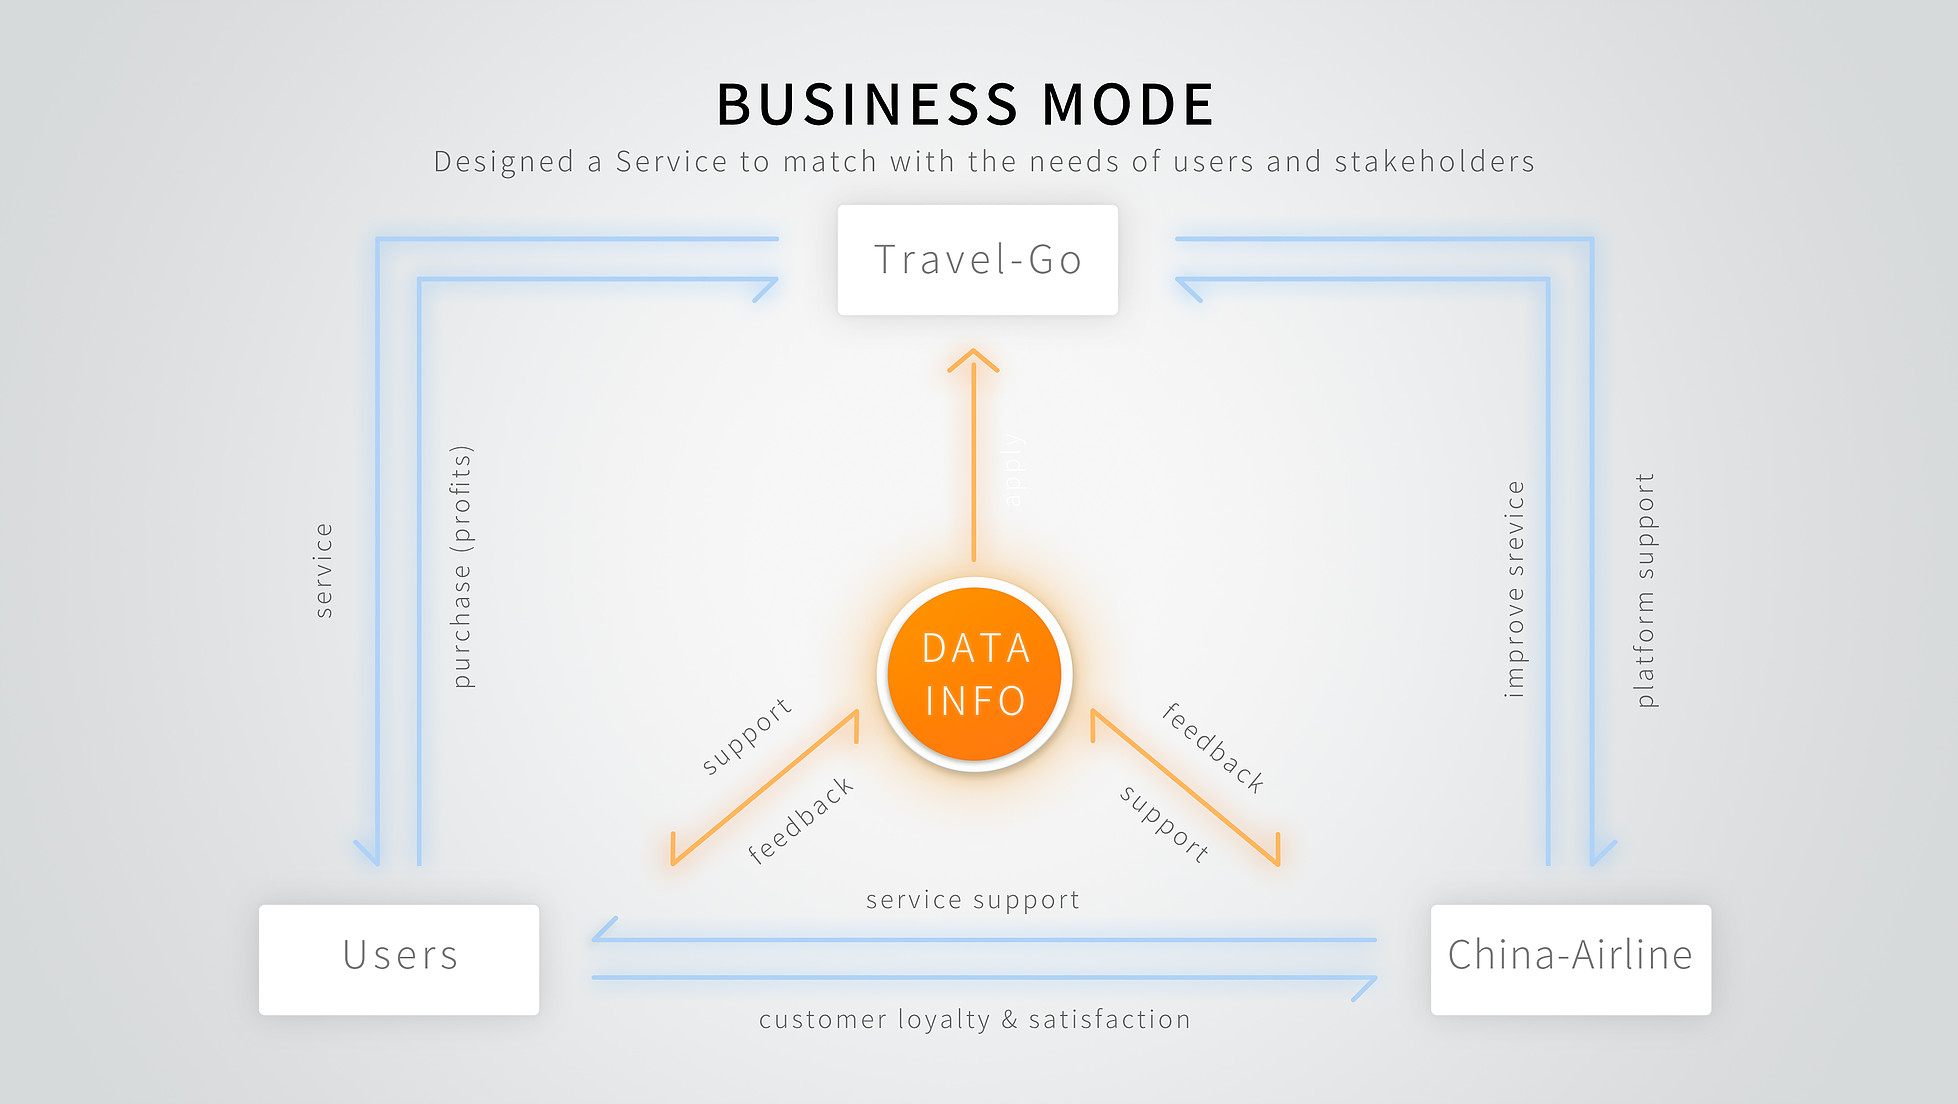 BUSINESS MODE
Designed a Service to match with the needs of users and stakeholders
Travel-Go
service
purchase (profits)
apply
improve srevice
platform support
DATA
INFO
support
feedback
feedback
support
service support
Users
China-Airline
customer loyalty & satisfaction